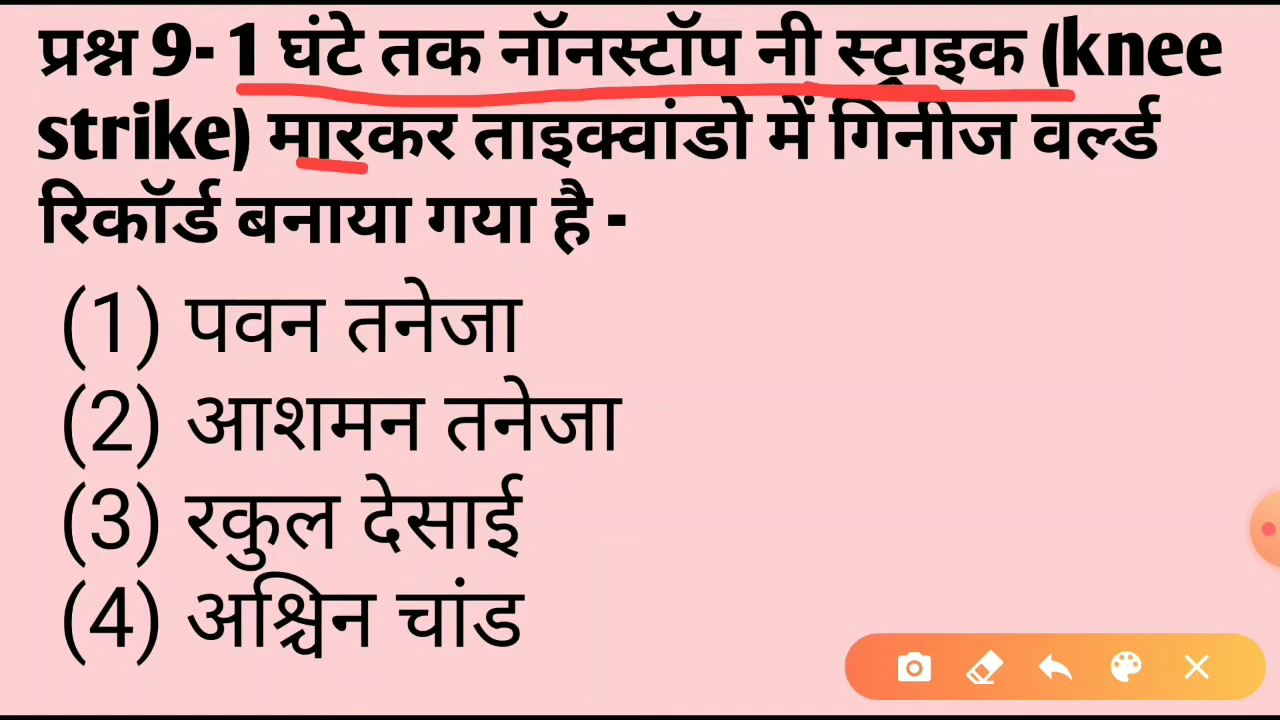 प्रश्न 9- 1 घंटे तक नॉनस्टॉप नी स्ट्राइक (knee
strike) मारकर ताइक्वांडो में गिनीज वर्ल्ड
रिकॉर्ड बनाया गया है -
(1) पवन तनेजा
(2) आशमन तनेजा
(3) रकुल देसाई
(4) अश्चिन चांड